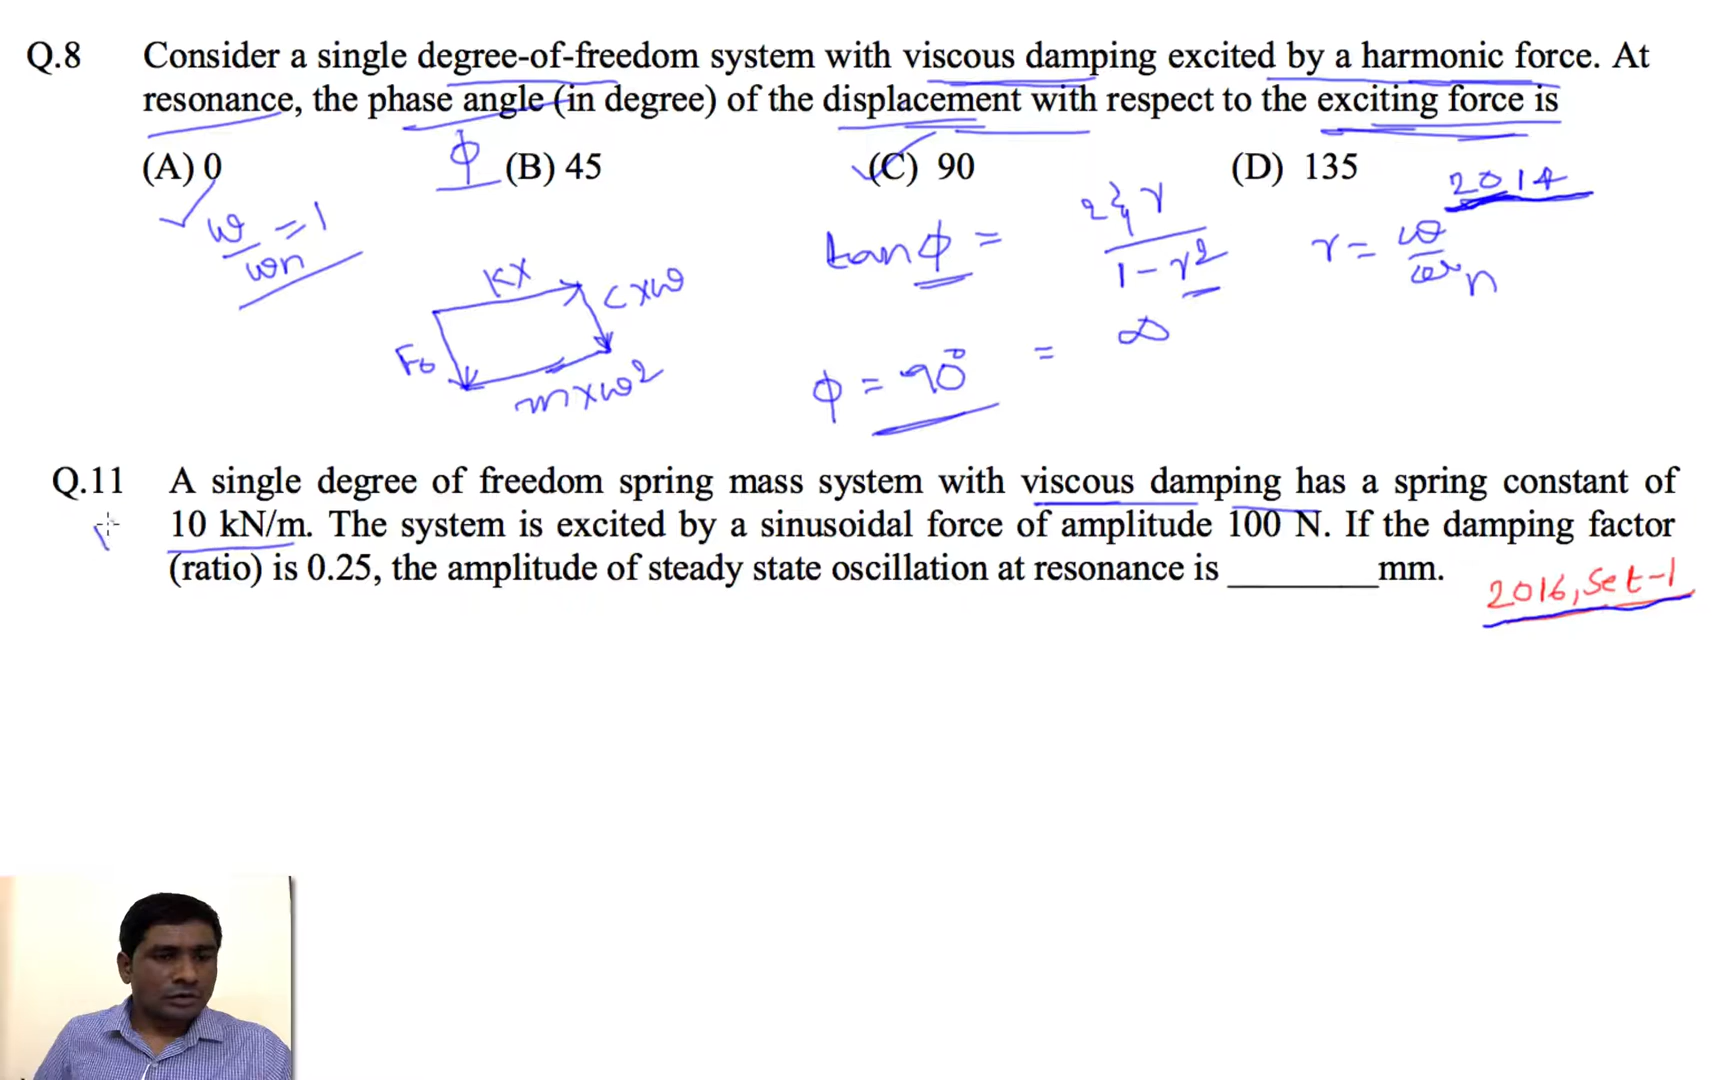 Q.8 Consider a single degree-of-freedom system with viscous damping excited by a harmonic force. At
resonance, the phase angle (in degree) of the displacement with respect to the exciting force is
(A) 0 ϕ (B) 45 (C) 90 (D) 135
2014
ω/ωn = 1
tanϕ = 2ξr / 1 - r² r = ω/ωn
KX
CXω
F₀
mXω²
= ∞
ϕ = 90°
Q.11 A single degree of freedom spring mass system with viscous damping has a spring constant of
10 kN/m. The system is excited by a sinusoidal force of amplitude 100 N. If the damping factor
(ratio) is 0.25, the amplitude of steady state oscillation at resonance is ________mm.
2016, Set-1